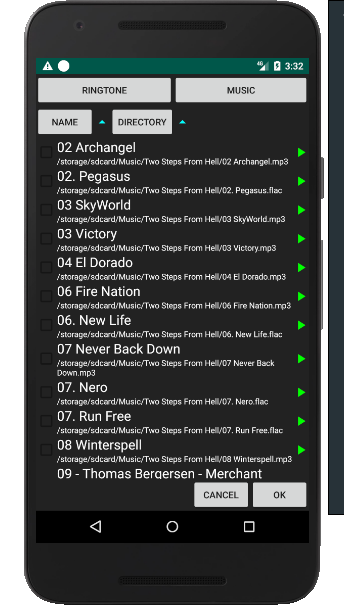 4G 3:32
RINGTONE MUSIC
NAME DIRECTORY
02 Archangel
/storage/sdcard/Music/Two Steps From Hell/02 Archangel.mp3
02. Pegasus
/storage/sdcard/Music/Two Steps From Hell/02. Pegasus.flac
03 SkyWorld
/storage/sdcard/Music/Two Steps From Hell/03 SkyWorld.mp3
03 Victory
/storage/sdcard/Music/Two Steps From Hell/03 Victory.mp3
04 El Dorado
/storage/sdcard/Music/Two Steps From Hell/04 El Dorado.mp3
06 Fire Nation
/storage/sdcard/Music/Two Steps From Hell/06 Fire Nation.mp3
06. New Life
/storage/sdcard/Music/Two Steps From Hell/06. New Life.flac
07 Never Back Down
/storage/sdcard/Music/Two Steps From Hell/07 Never Back
Down.mp3
07. Nero
/storage/sdcard/Music/Two Steps From Hell/07. Nero.flac
07. Run Free
/storage/sdcard/Music/Two Steps From Hell/07. Run Free.flac
08 Winterspell
/storage/sdcard/Music/Two Steps From Hell/08 Winterspell.mp3
09 - Thomas Bergersen - Merchant
CANCEL OK